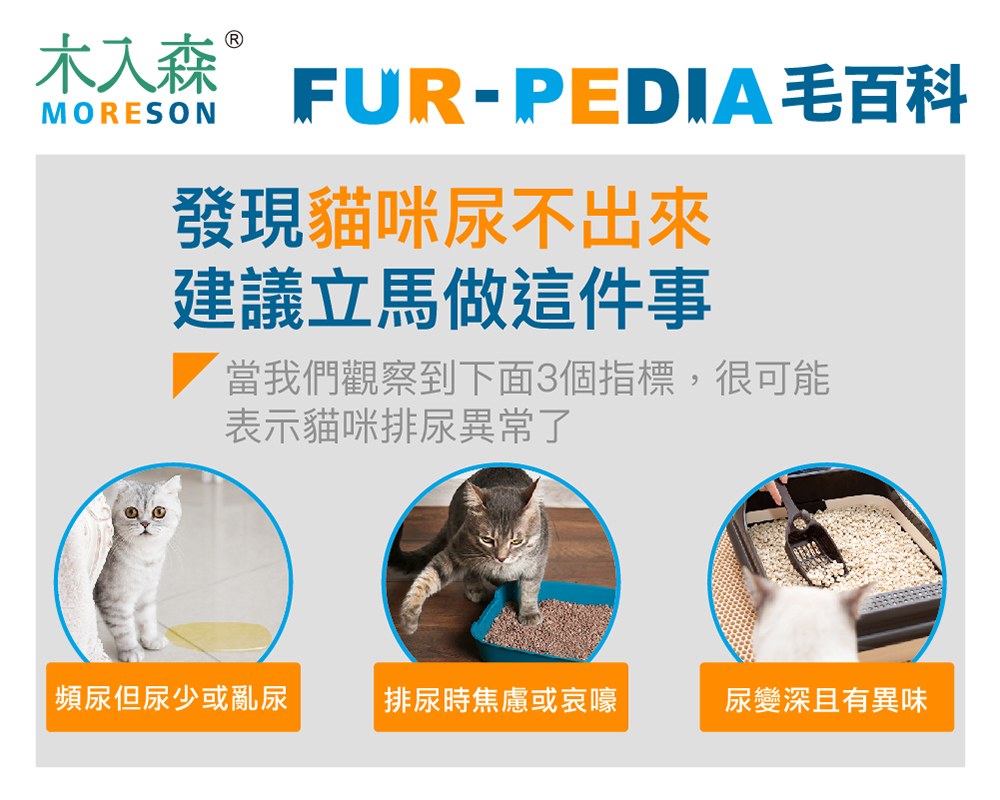 木入森®
MORESON
FUR-PEDIA毛百科
發現貓咪尿不出來
建議立馬做這件事
當我們觀察到下面3個指標，很可能
表示貓咪排尿異常了
頻尿但尿少或亂尿
排尿時焦慮或哀嚎
尿變深且有異味